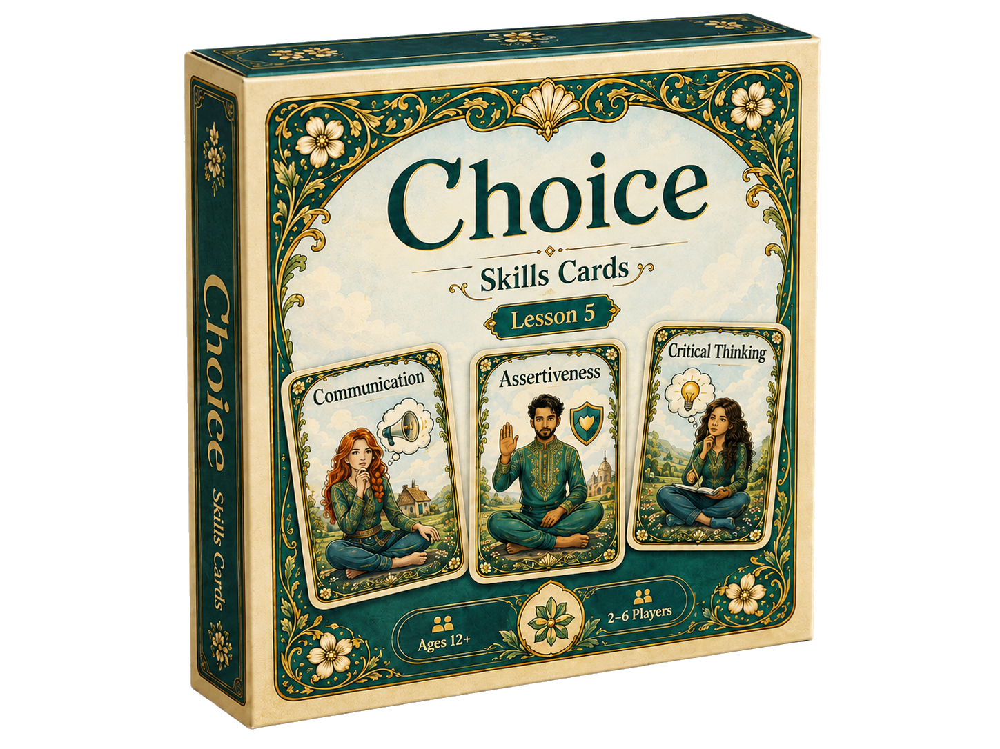 Choice
Skills Cards
Lesson 5
Communication
Assertiveness
Critical Thinking
Ages 12+
2–6 Players
Choice Skills Cards